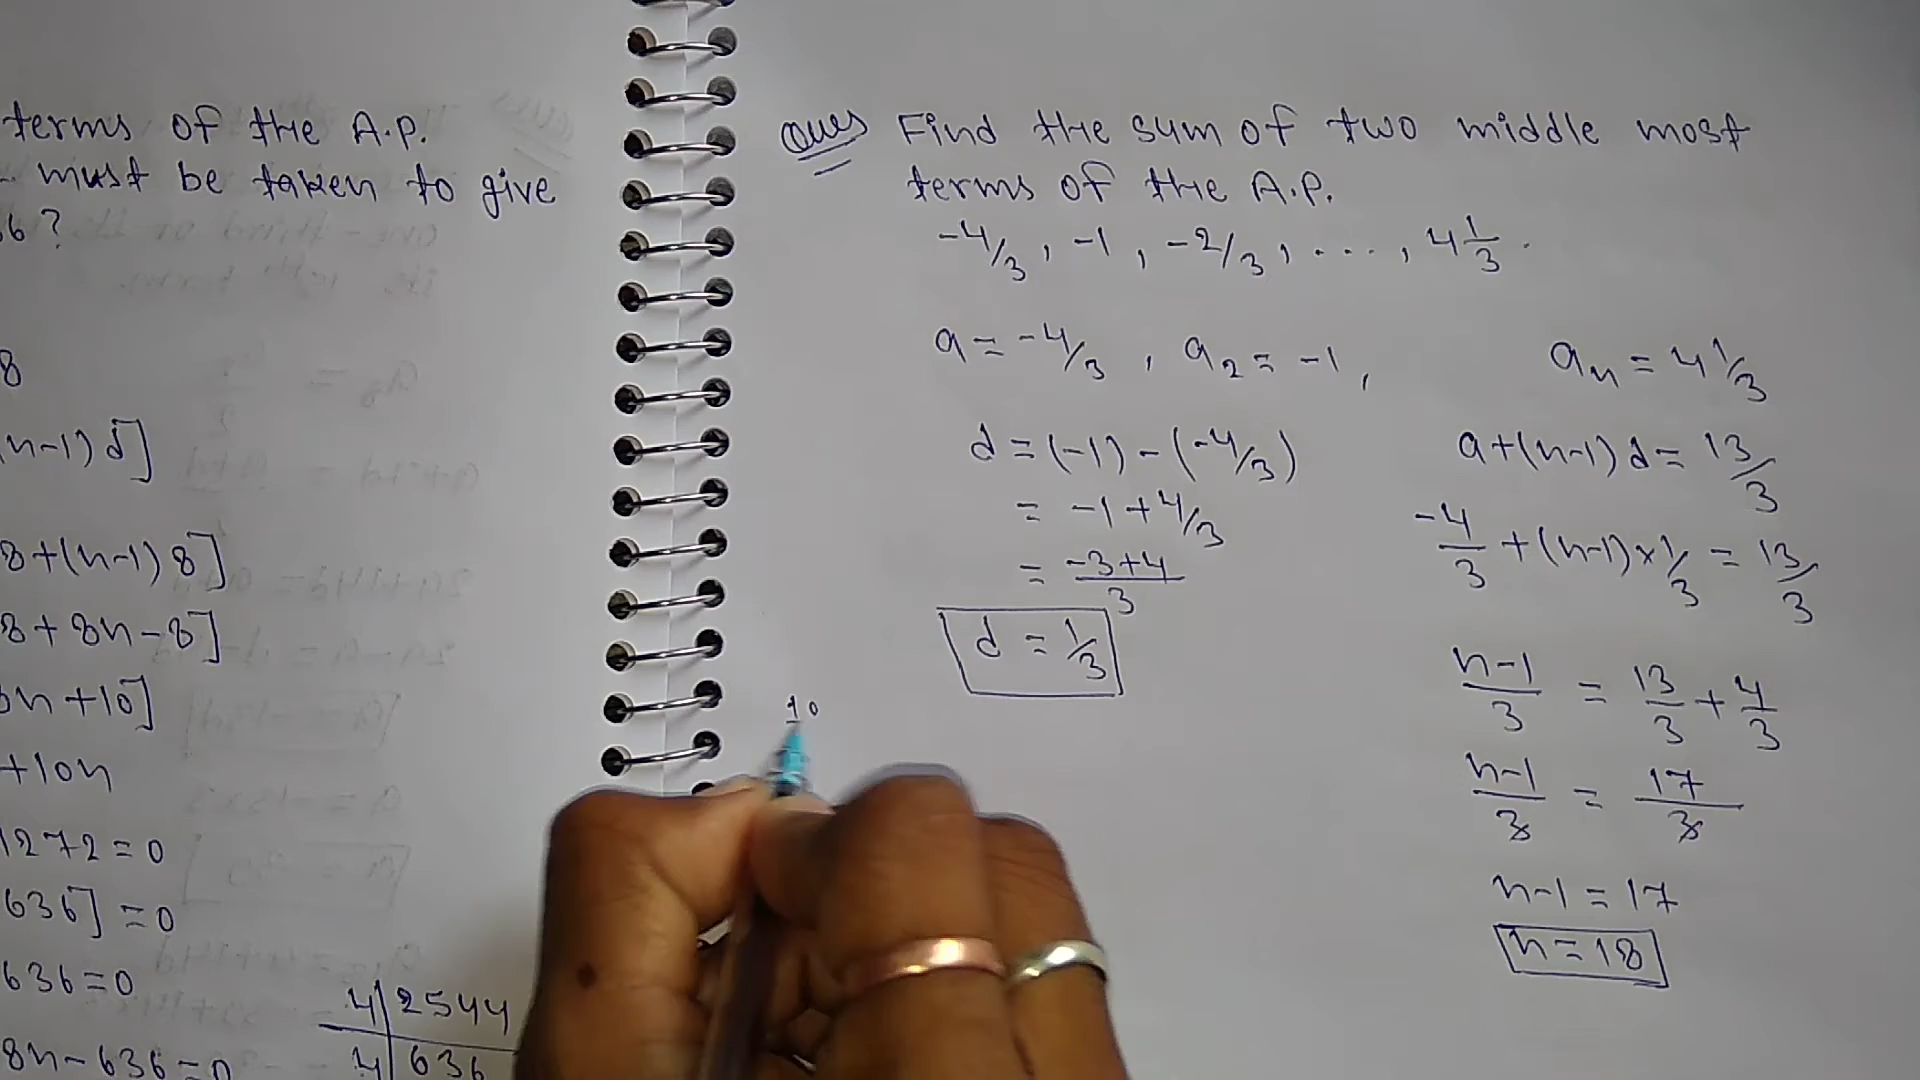 terms of the A.P.
must be taken to give
6?
8
(n-1)d]
8+(n-1)8]
8+8n-8]
n+10]
+10n
1272=0
636]=0
636=0
8n-636=0
4|2544
4|636
Ques Find the sum of two middle most
terms of the A.P.
-4/3, -1, -2/3, ..., 4 1/3.
a=-4/3, a₂=-1,
d=(-1)-(-4/3)
= -1+4/3
= (-3+4)/3
d=1/3
10
aₙ=4 1/3
a+(n-1)d=13/3
-4/3+(n-1)×1/3=13/3
(n-1)/3=13/3+4/3
(n-1)/3=17/3
n-1=17
n=18